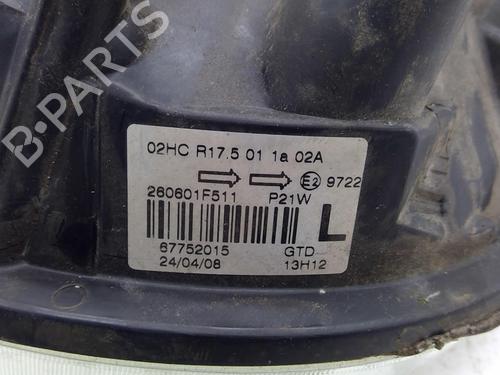 B-PARTS
02HC R17.5 01 1a 02A
E2 9722
260601F511 P21W
L
67752015 GTD
24/04/08 13H12